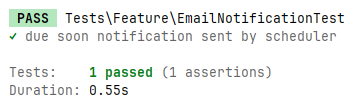 PASS Tests\Feature\EmailNotificationTest
✓ due soon notification sent by scheduler
Tests: 1 passed (1 assertions)
Duration: 0.55s